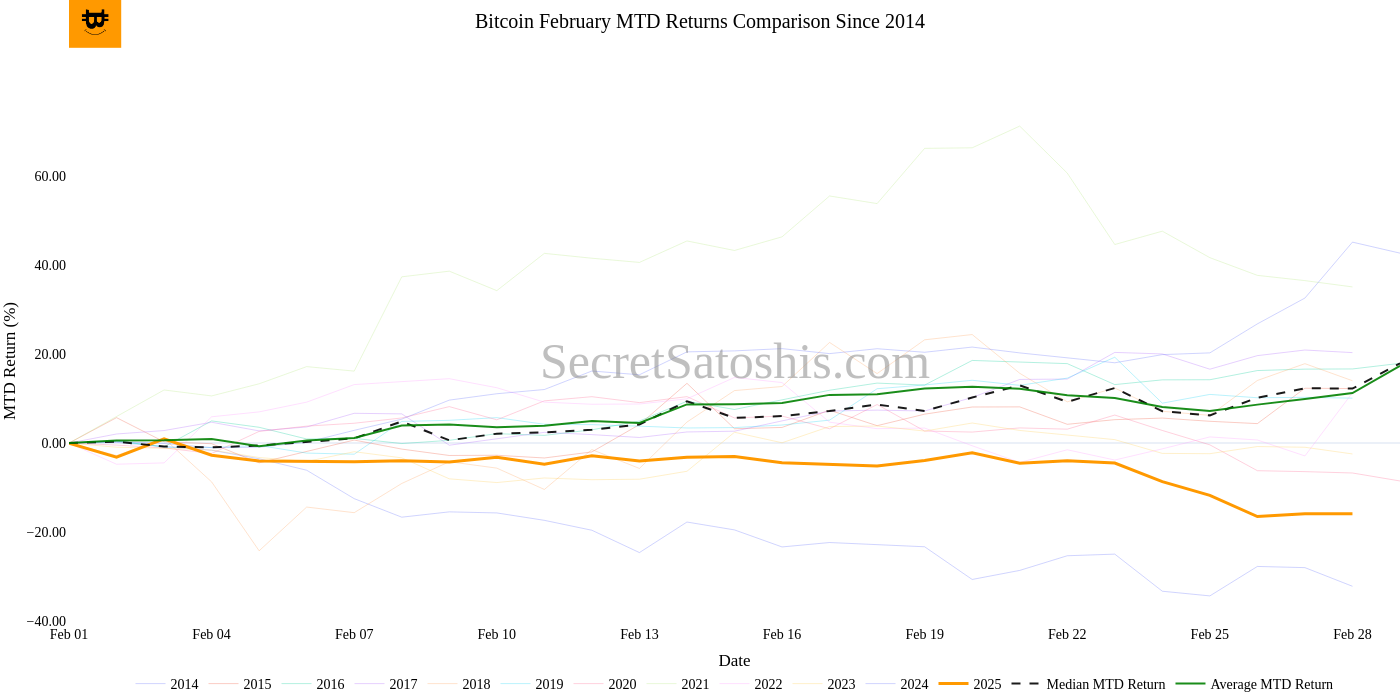 Bitcoin February MTD Returns Comparison Since 2014
60.00
40.00
20.00
0.00
−20.00
−40.00
MTD Return (%)
SecretSatoshis.com
Feb 01 Feb 04 Feb 07 Feb 10 Feb 13 Feb 16 Feb 19 Feb 22 Feb 25 Feb 28
Date
2014 2015 2016 2017 2018 2019 2020 2021 2022 2023 2024 2025 Median MTD Return Average MTD Return